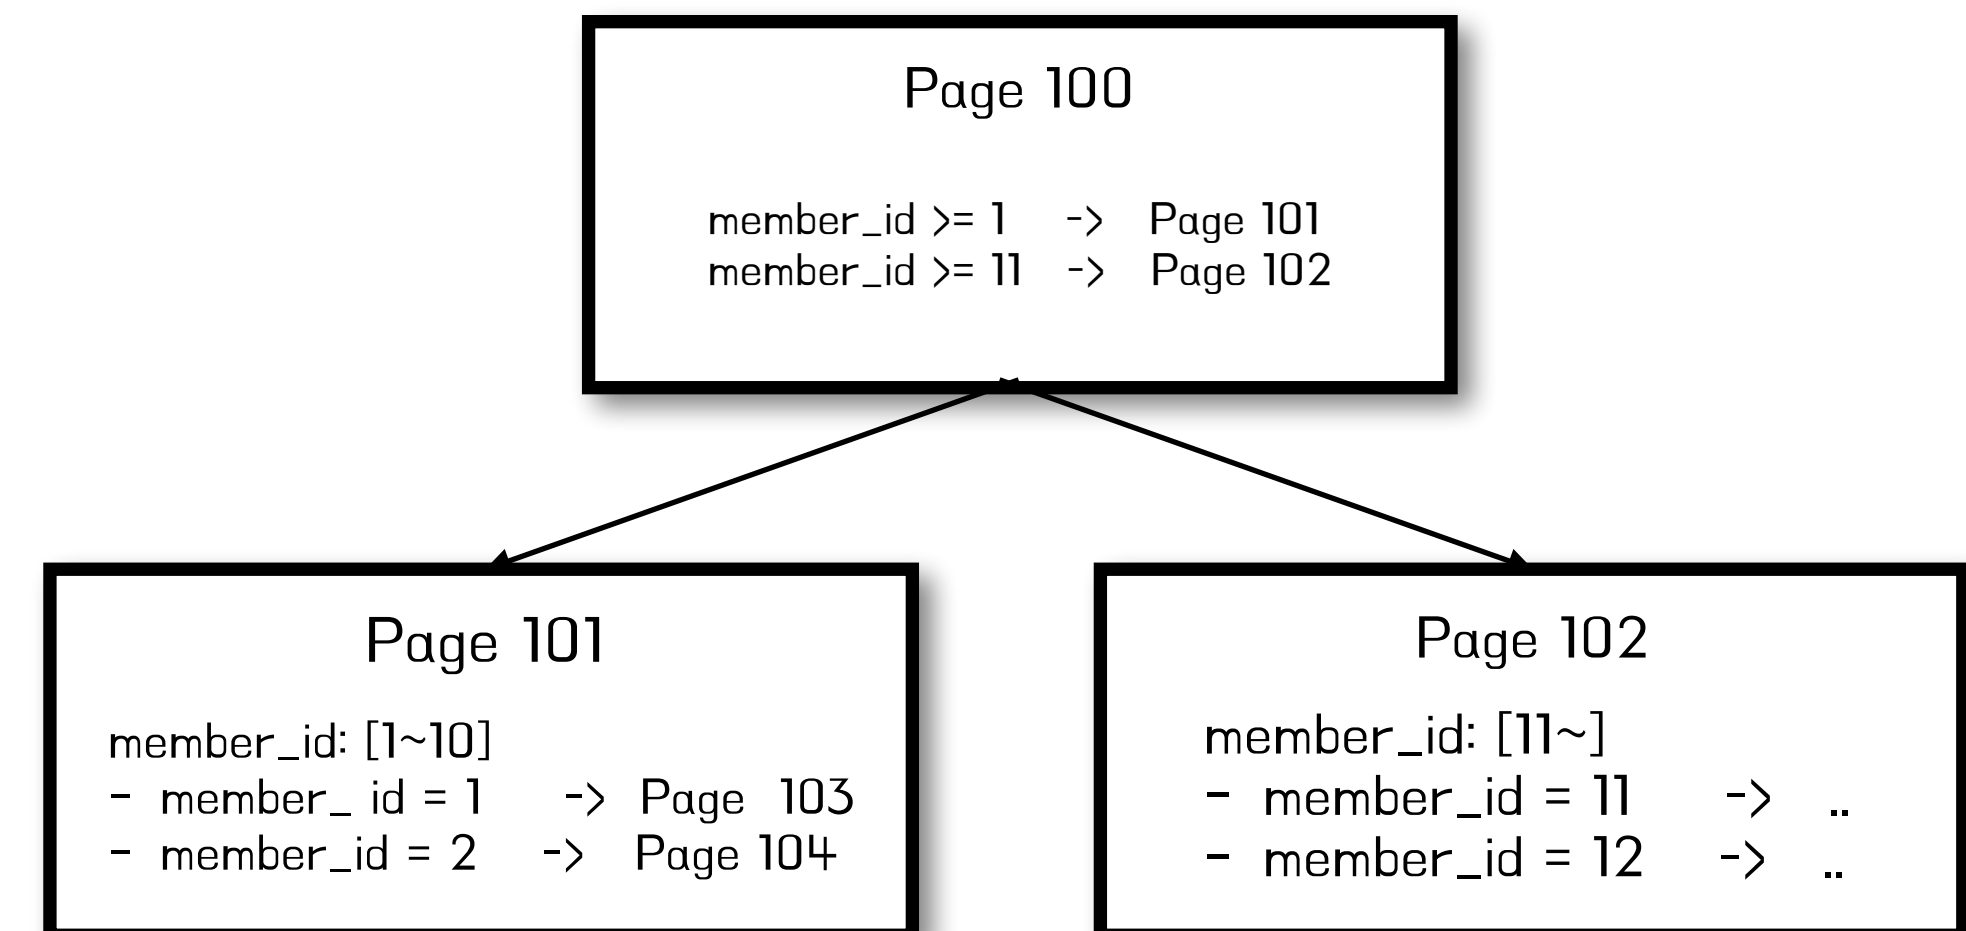 Page 100
member_id >= 1 -> Page 101
member_id >= 11 -> Page 102
Page 101
member_id: [1~10]
- member_ id = 1 -> Page 103
- member_id = 2 -> Page 104
Page 102
member_id: [11~]
- member_id = 11 -> ..
- member_id = 12 -> ..